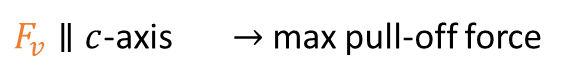 F_v ∥ c-axis → max pull-off force